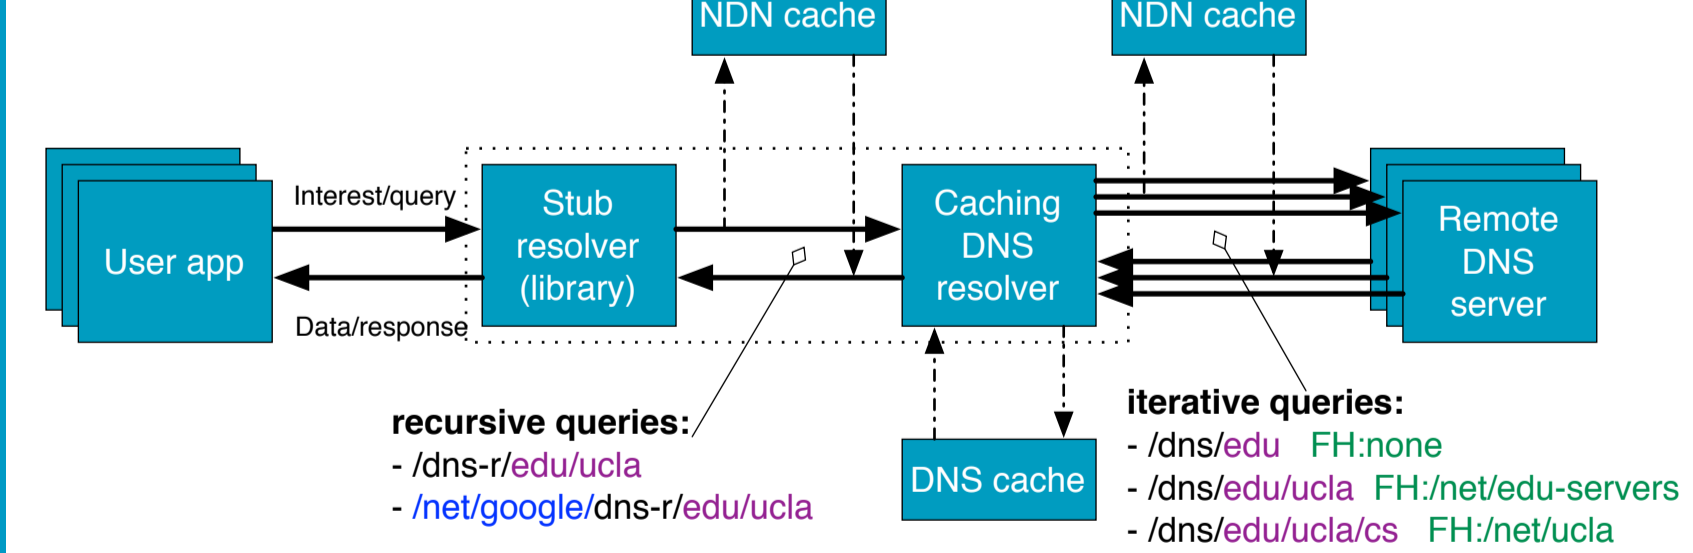 NDN cache
NDN cache
Interest/query
User app
Data/response
Stub
resolver
(library)
Caching
DNS
resolver
Remote
DNS
server
DNS cache
recursive queries:
- /dns-r/edu/ucla
- /net/google/dns-r/edu/ucla
iterative queries:
- /dns/edu FH:none
- /dns/edu/ucla FH:/net/edu-servers
- /dns/edu/ucla/cs FH:/net/ucla